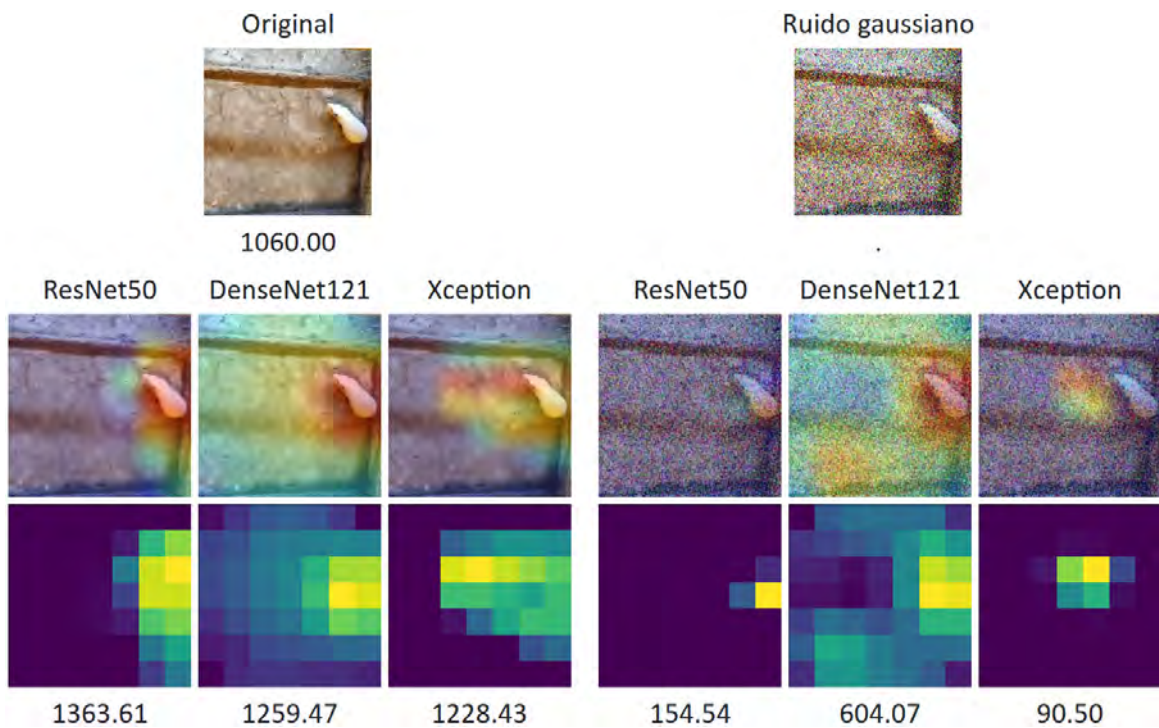 Original
Ruido gaussiano
1060.00
.
ResNet50 DenseNet121 Xception
ResNet50 DenseNet121 Xception
1363.61 1259.47 1228.43
154.54 604.07 90.50